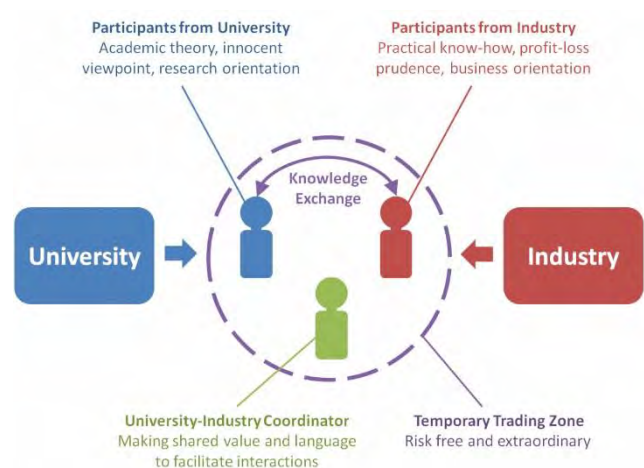 Participants from University
Academic theory, innocent
viewpoint, research orientation
Participants from Industry
Practical know-how, profit-loss
prudence, business orientation
Knowledge
Exchange
University
Industry
University-Industry Coordinator
Making shared value and language
to facilitate interactions
Temporary Trading Zone
Risk free and extraordinary